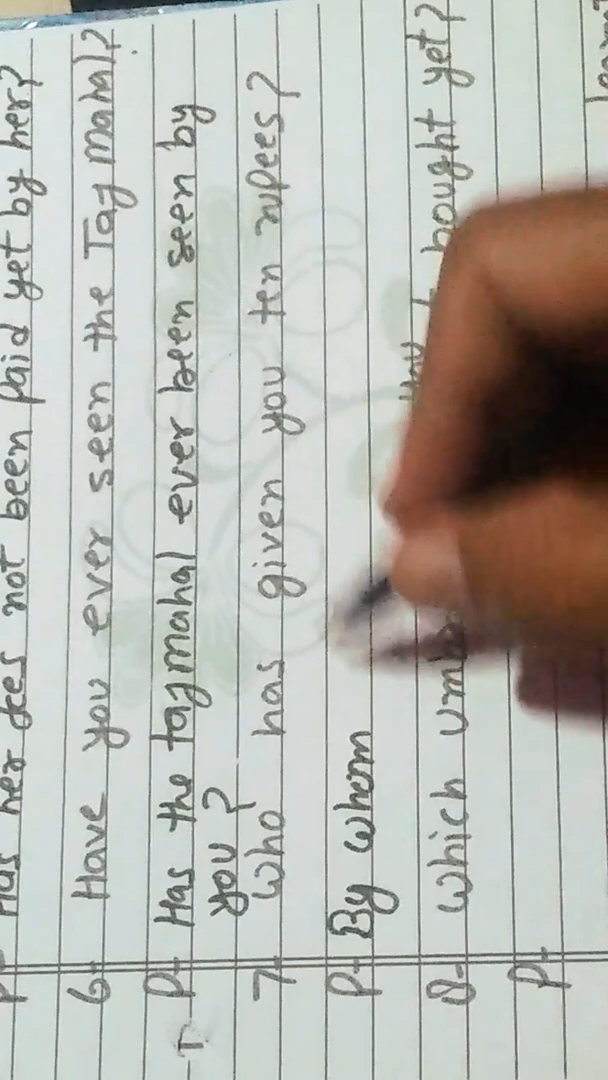 Has her fees not been paid yet by her?
6- Have you ever seen the Taj Mahal?
P- Has the tajmahal ever been seen by
you?
7- Who has given you ten rupees?
P- By whom
8- Which bought yet?
P-